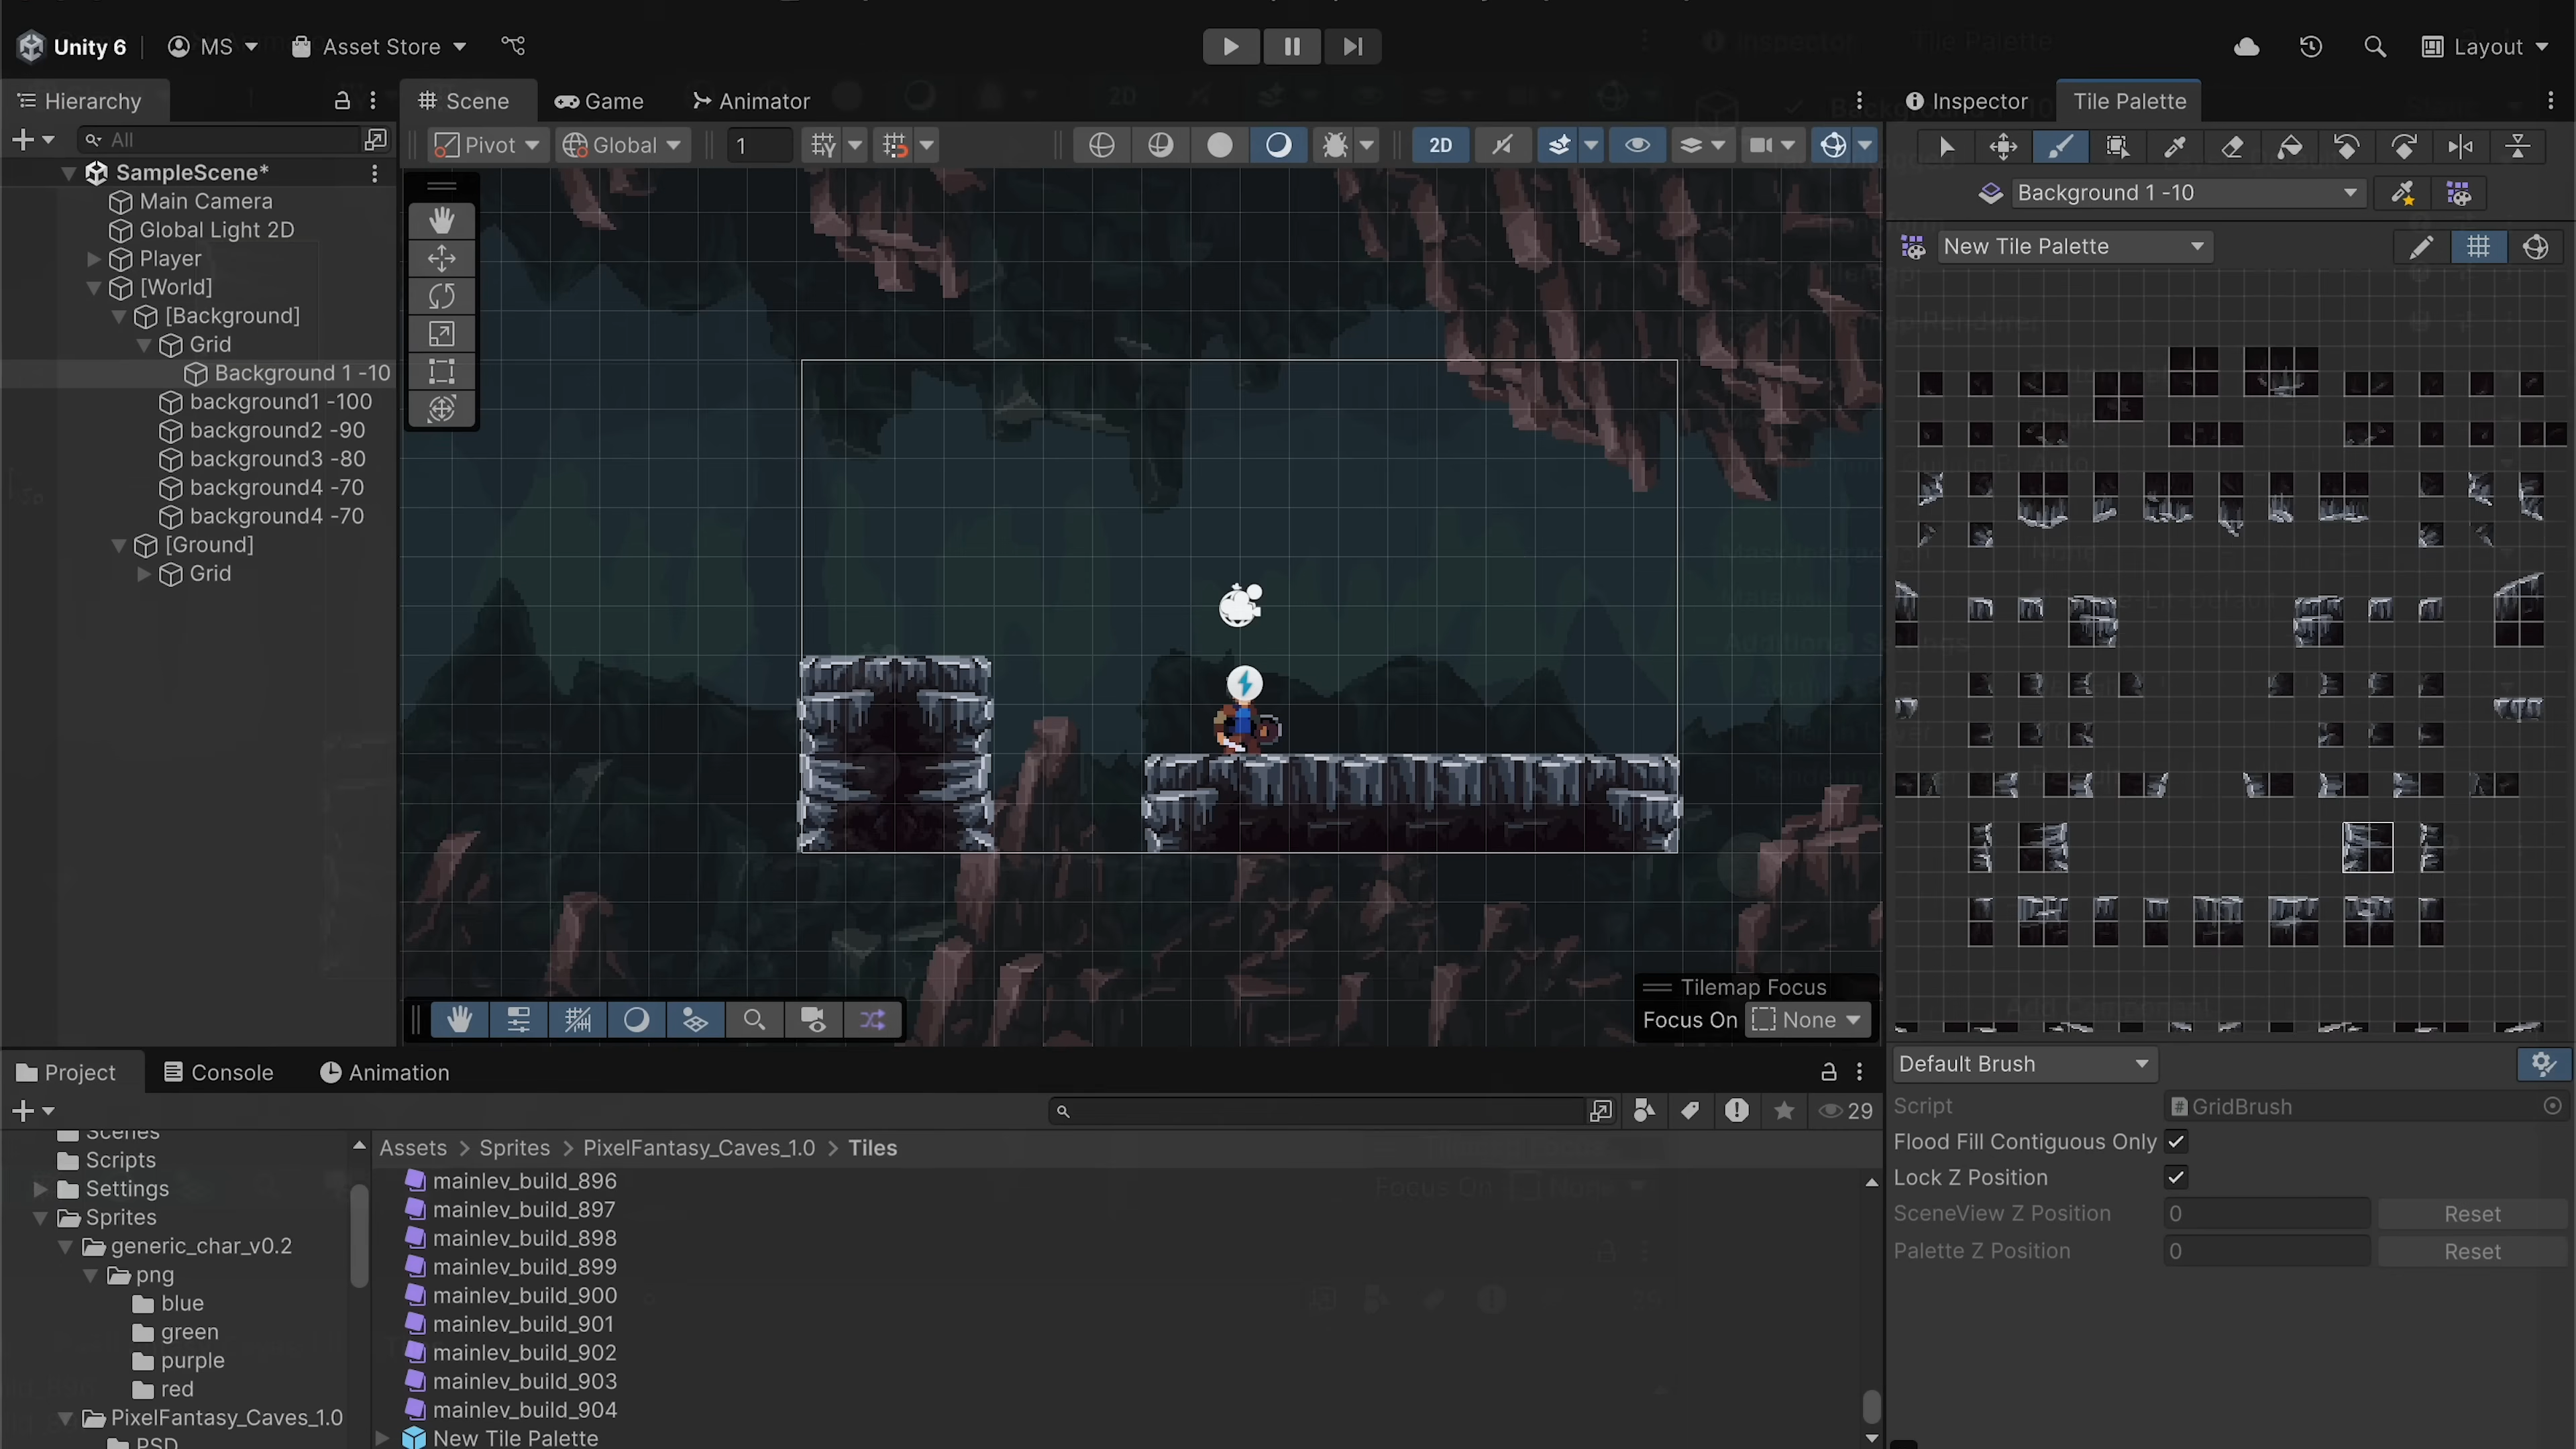 Unity 6
MS
Asset Store
Layout
Hierarchy
Scene
Game
Animator
Inspector
Tile Palette
All
Pivot
Global
1
2D
SampleScene*
Main Camera
Global Light 2D
Player
[World]
[Background]
Grid
Background 1 -10
background1 -100
background2 -90
background3 -80
background4 -70
background4 -70
[Ground]
Grid
Background 1 -10
New Tile Palette
Tilemap Focus
Focus On
None
Project
Console
Animation
29
Scenes
Scripts
Settings
Sprites
generic_char_v0.2
png
blue
green
purple
red
PixelFantasy_Caves_1.0
PSD
Assets > Sprites > PixelFantasy_Caves_1.0 > Tiles
mainlev_build_896
mainlev_build_897
mainlev_build_898
mainlev_build_899
mainlev_build_900
mainlev_build_901
mainlev_build_902
mainlev_build_903
mainlev_build_904
New Tile Palette
Default Brush
Script
GridBrush
Flood Fill Contiguous Only
Lock Z Position
SceneView Z Position
0
Reset
Palette Z Position
0
Reset